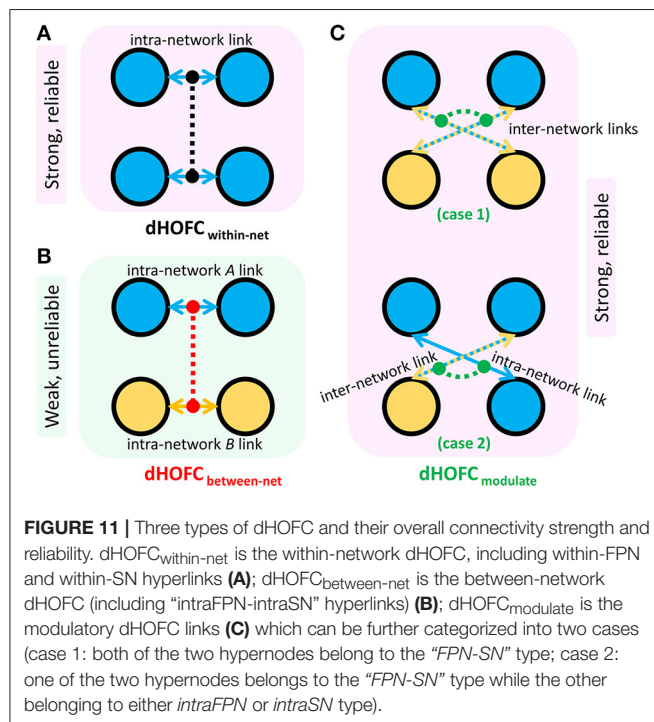 A
intra-network link
Strong, reliable
dHOFC within-net
B
intra-network A link
Weak, unreliable
intra-network B link
dHOFC between-net
C
inter-network links
(case 1)
Strong, reliable
inter-network link
intra-network link
(case 2)
dHOFC modulate
FIGURE 11 | Three types of dHOFC and their overall connectivity strength and
reliability. dHOFCwithin-net is the within-network dHOFC, including within-FPN
and within-SN hyperlinks (A); dHOFCbetween-net is the between-network
dHOFC (including “intraFPN-intraSN” hyperlinks) (B); dHOFCmodulate is the
modulatory dHOFC links (C) which can be further categorized into two cases
(case 1: both of the two hypernodes belong to the “FPN-SN” type; case 2:
one of the two hypernodes belongs to the “FPN-SN” type while the other
belonging to either intraFPN or intraSN type).